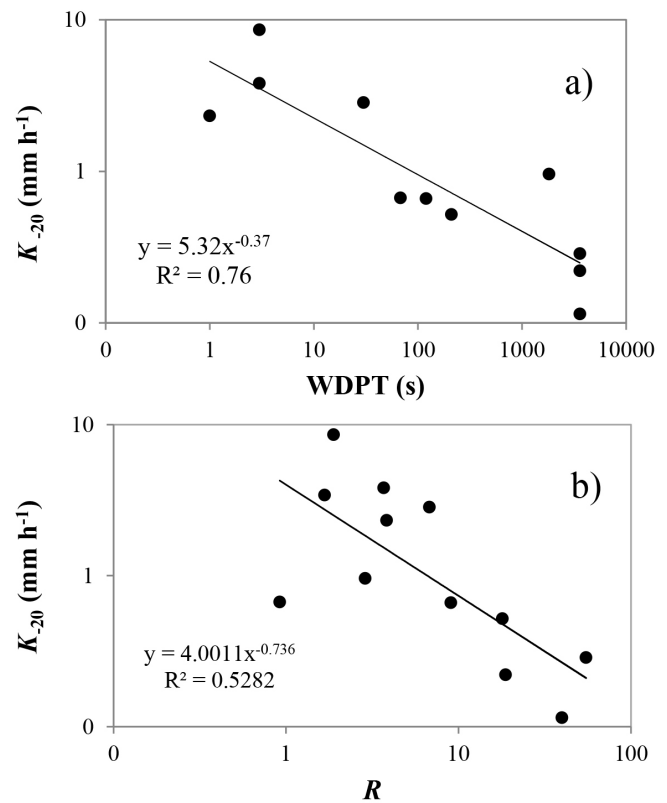 10
a)
K-20 (mm h-1)
1
y = 5.32x-0.37
R² = 0.76
0
0 1 10 100 1000 10000
WDPT (s)
10
b)
K-20 (mm h-1)
1
y = 4.0011x-0.736
R² = 0.5282
0
0 1 10 100
R